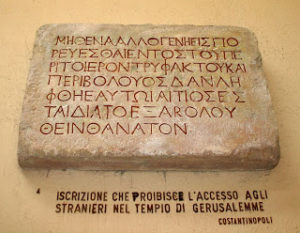 ΜΗΘΕΝΑΑΛΛΟΓΕΝΗΕΙΣΠΟ
ΡΕΥΕΣΘΑΙΕΝΤΟΣΤΟΥΠΕ
ΡΙΤΟΙΕΡΟΝΤΡΥΦΑΚΤΟΥΚΑΙ
ΠΕΡΙΒΟΛΟΥΟΣΔΑΝΛΗ
ΦΘΗΕΑΥΤΩΙΑΙΤΙΟΣΕΣ
ΤΑΙΔΙΑΤΟΕΞΑΚΟΛΟΥ
ΘΕΙΝΘΑΝΑΤΟΝ
ISCRIZIONE CHE PROIBISCE L'ACCESSO AGLI
STRANIERI NEL TEMPIO DI GERUSALEMME
COSTANTINOPOLI